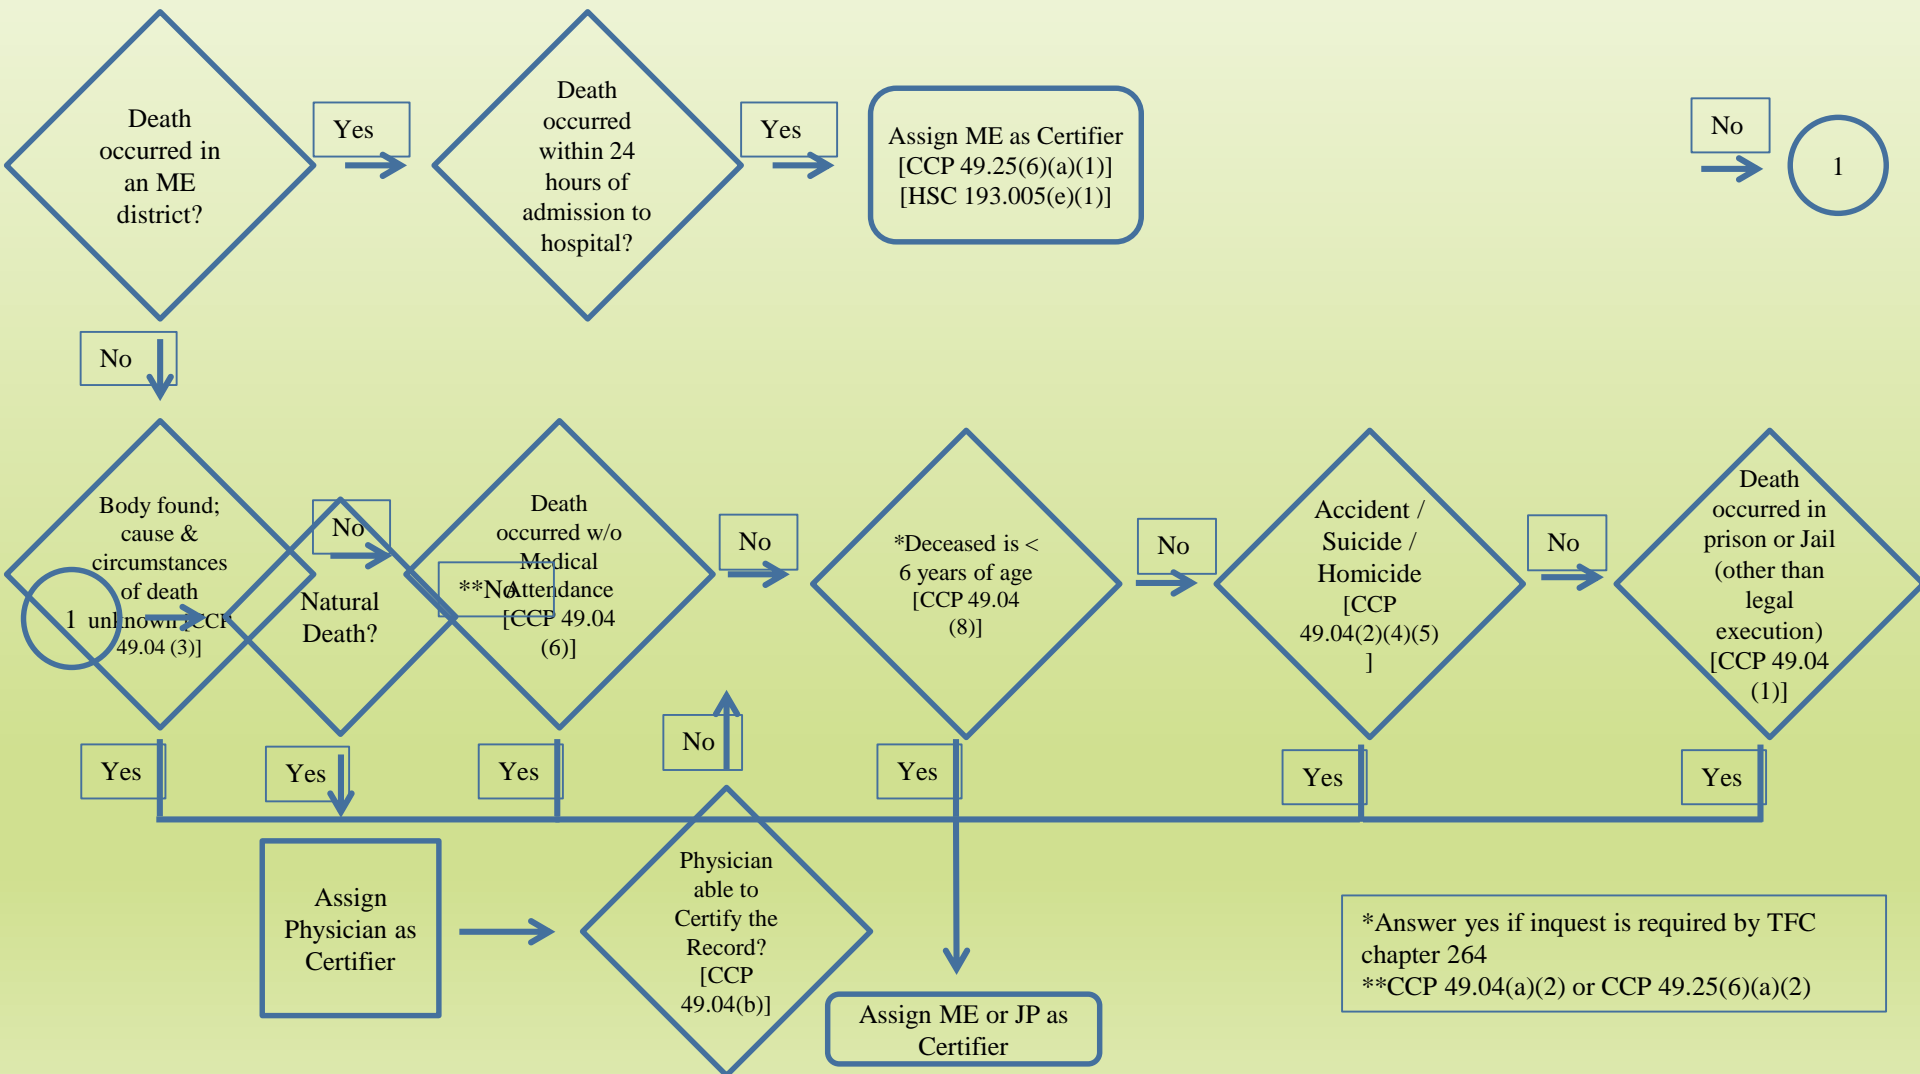 Death
occurred in
an ME
district?
Yes
Death
occurred
within 24
hours of
admission to
hospital?
Yes
Assign ME as Certifier
[CCP 49.25(6)(a)(1)]
[HSC 193.005(e)(1)]
No
1
No
Body found;
cause &
circumstances
of death
unknown [CCP
49.04 (3)]
1
No
Natural
Death?
**No
Death
occurred w/o
Medical
Attendance
[CCP 49.04
(6)]
No
*Deceased is <
6 years of age
[CCP 49.04
(8)]
No
Accident /
Suicide /
Homicide
[CCP
49.04(2)(4)(5)
]
No
Death
occurred in
prison or Jail
(other than
legal
execution)
[CCP 49.04
(1)]
Yes
Yes
Yes
No
Yes
Yes
Yes
Assign
Physician as
Certifier
Physician
able to
Certify the
Record?
[CCP
49.04(b)]
Assign ME or JP as
Certifier
*Answer yes if inquest is required by TFC
chapter 264
**CCP 49.04(a)(2) or CCP 49.25(6)(a)(2)